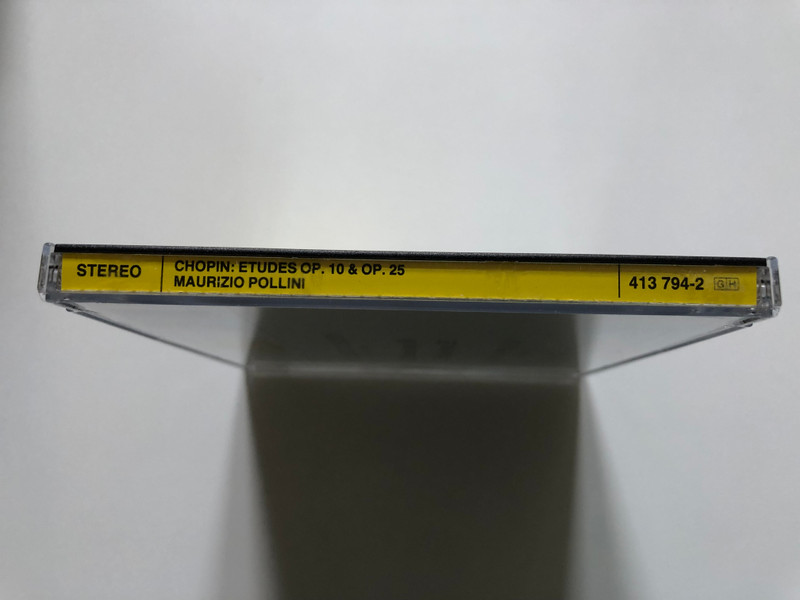 STEREO
CHOPIN: ETUDES OP. 10 & OP. 25
MAURIZIO POLLINI
413 794-2 GH